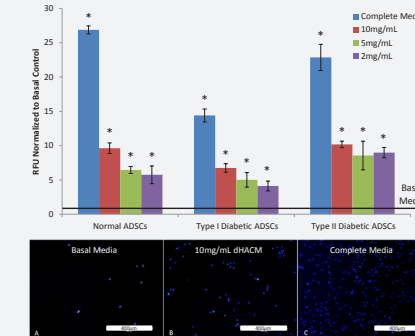 30
25
20
15
10
5
0
RFU Normalized to Basal Control
Complete Med
10mg/mL
5mg/mL
2mg/mL
* * * *
* * * *
* * * *
Bas
Me
Normal ADSCs Type I Diabetic ADSCs Type II Diabetic ADSCs
Basal Media 10mg/mL dHACM Complete Media
A 400µm B 400µm C 400µm